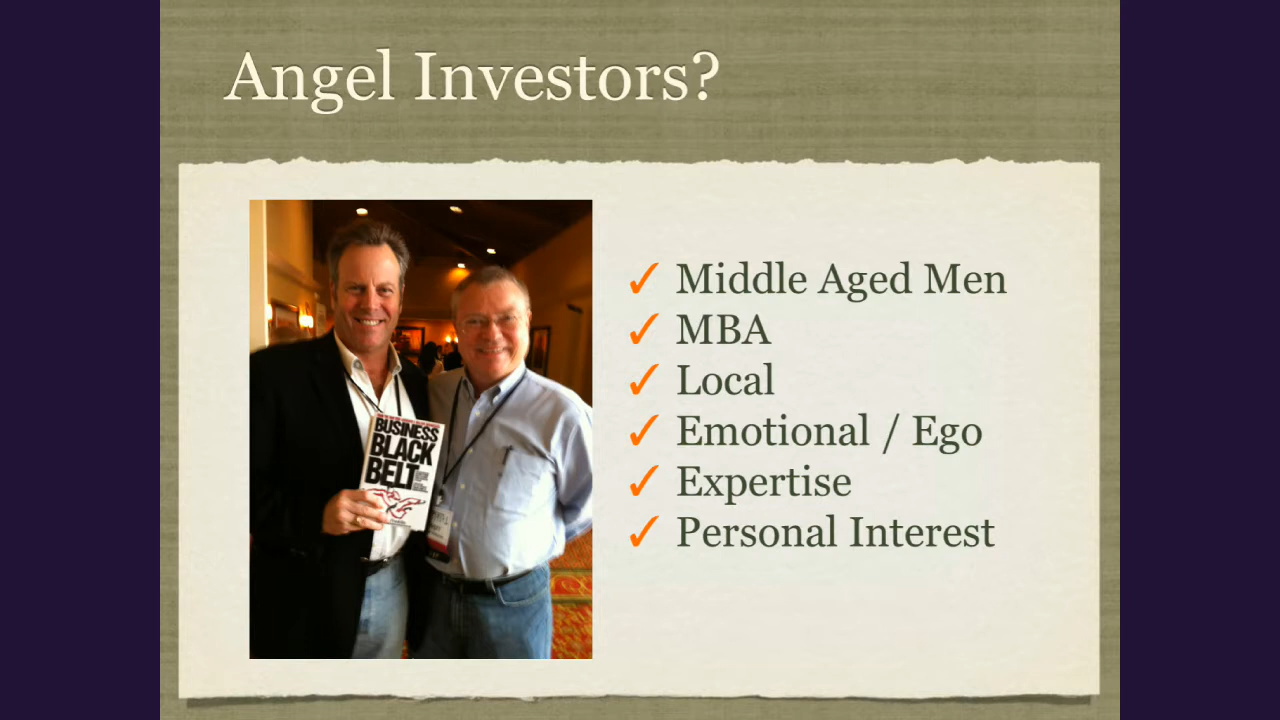 Angel Investors?
✓ Middle Aged Men
✓ MBA
✓ Local
✓ Emotional / Ego
✓ Expertise
✓ Personal Interest
BUSINESS
BLACK
BELT